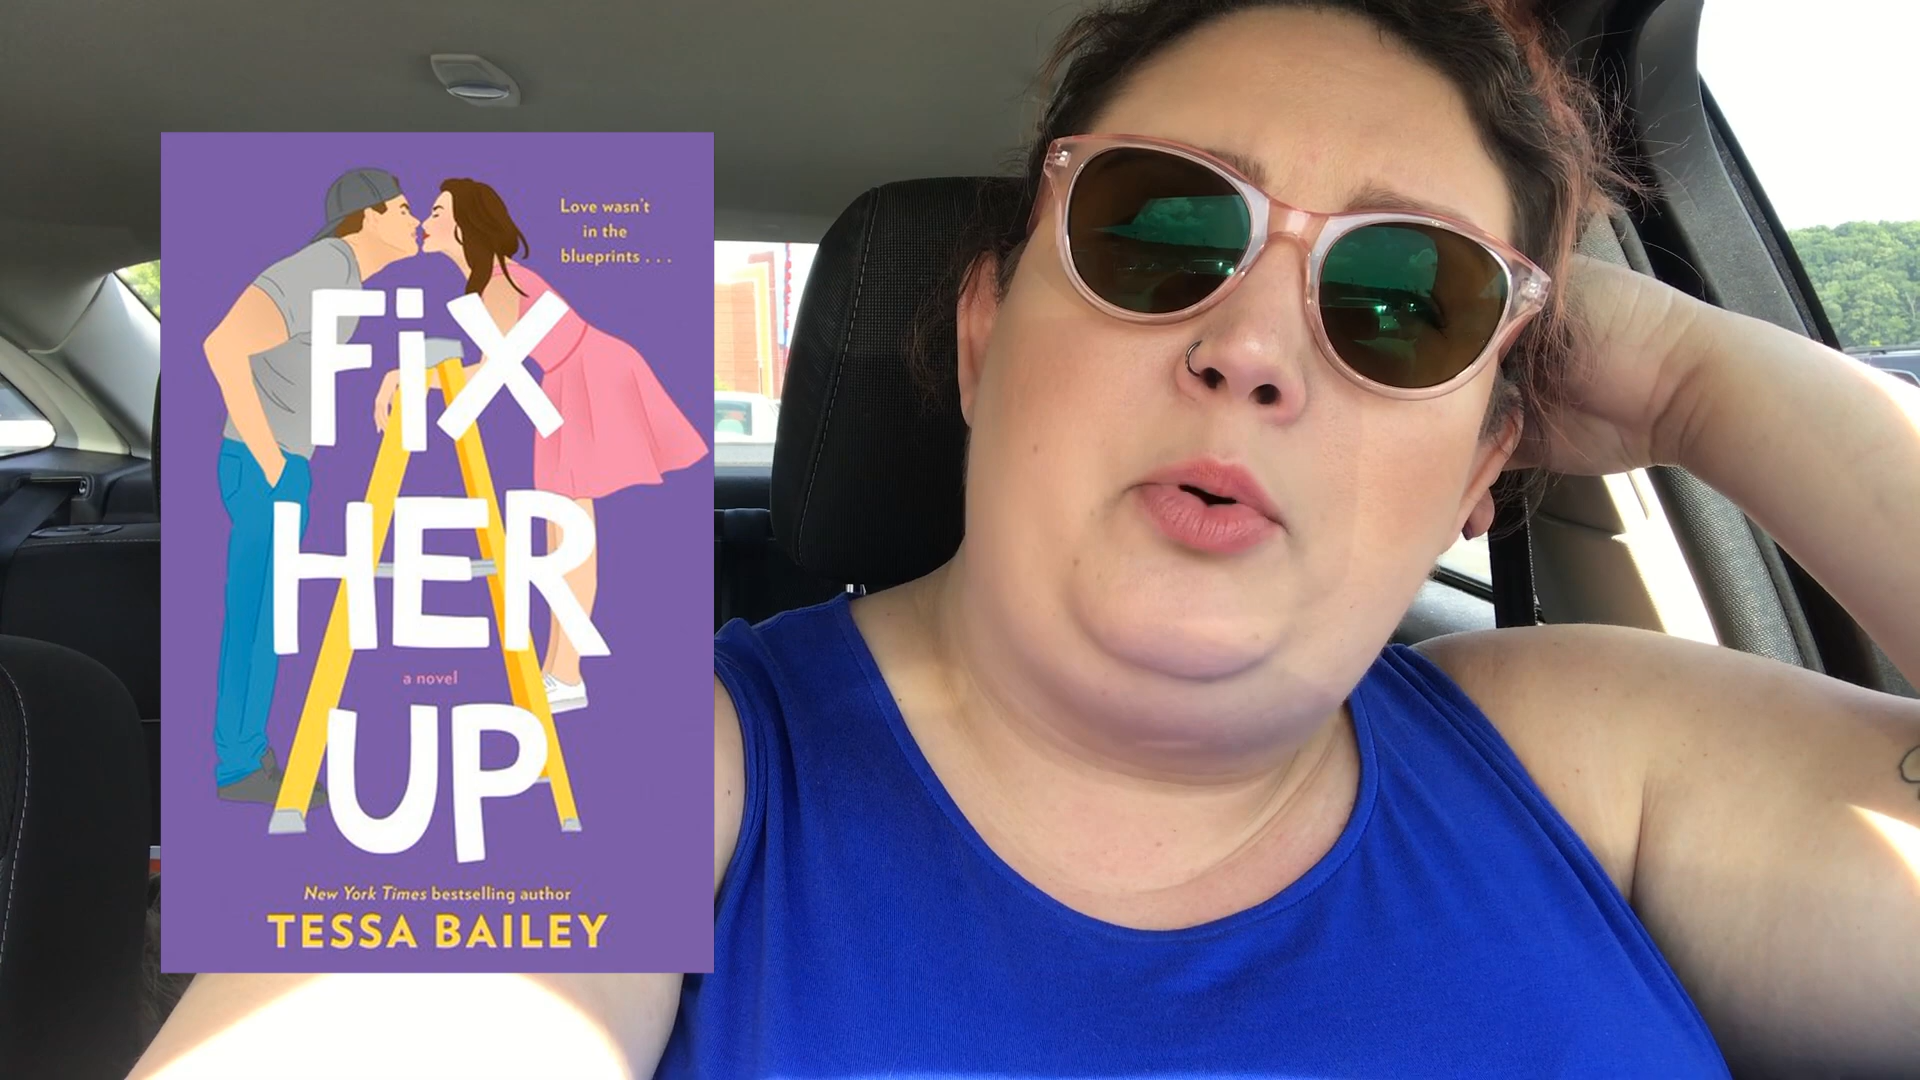 Love wasn't
in the
blueprints . . .
FiX
HER
a novel
UP
New York Times bestselling author
TESSA BAILEY